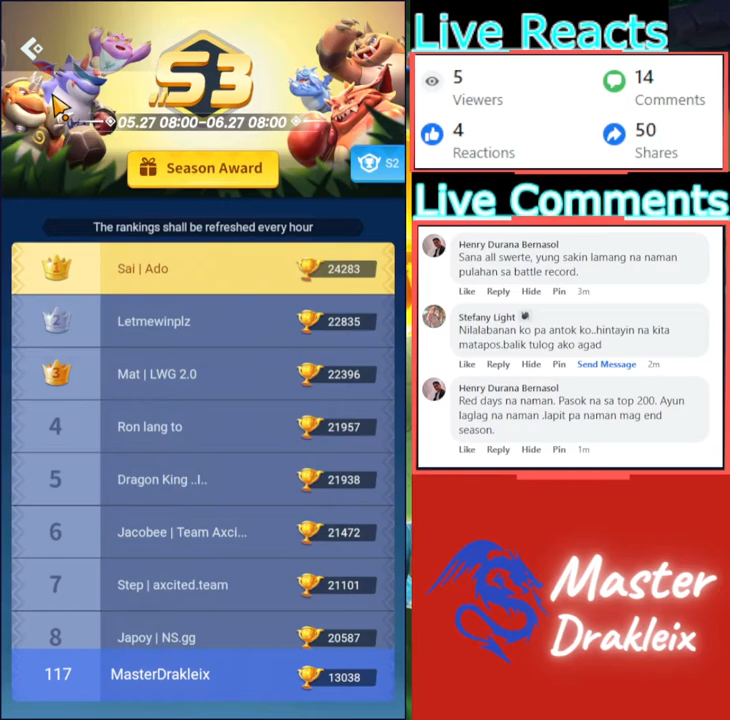 S3
05.27 08:00-06.27 08:00
Season Award
S2
The rankings shall be refreshed every hour
1
Sai | Ado
24283
2
Letmewinplz
22835
3
Mat | LWG 2.0
22396
4
Ron lang to
21957
5
Dragon King ..I..
21938
6
Jacobee | Team Axci...
21472
7
Step | axcited.team
21101
8
Japoy | NS.gg
20587
117
MasterDrakleix
13038
Live Reacts
5
Viewers
14
Comments
4
Reactions
50
Shares
Live Comments
Henry Durana Bernasol
Sana all swerte, yung sakin lamang na naman
pulahan sa battle record.
Like Reply Hide Pin 3m
Stefany Light
Nilalabanan ko pa antok ko..hintayin na kita
matapos.balik tulog ako agad
Like Reply Hide Pin Send Message 2m
Henry Durana Bernasol
Red days na naman. Pasok na sa top 200. Ayun
laglag na naman .lapit pa naman mag end
season.
Like Reply Hide Pin 1m
Master
Drakleix